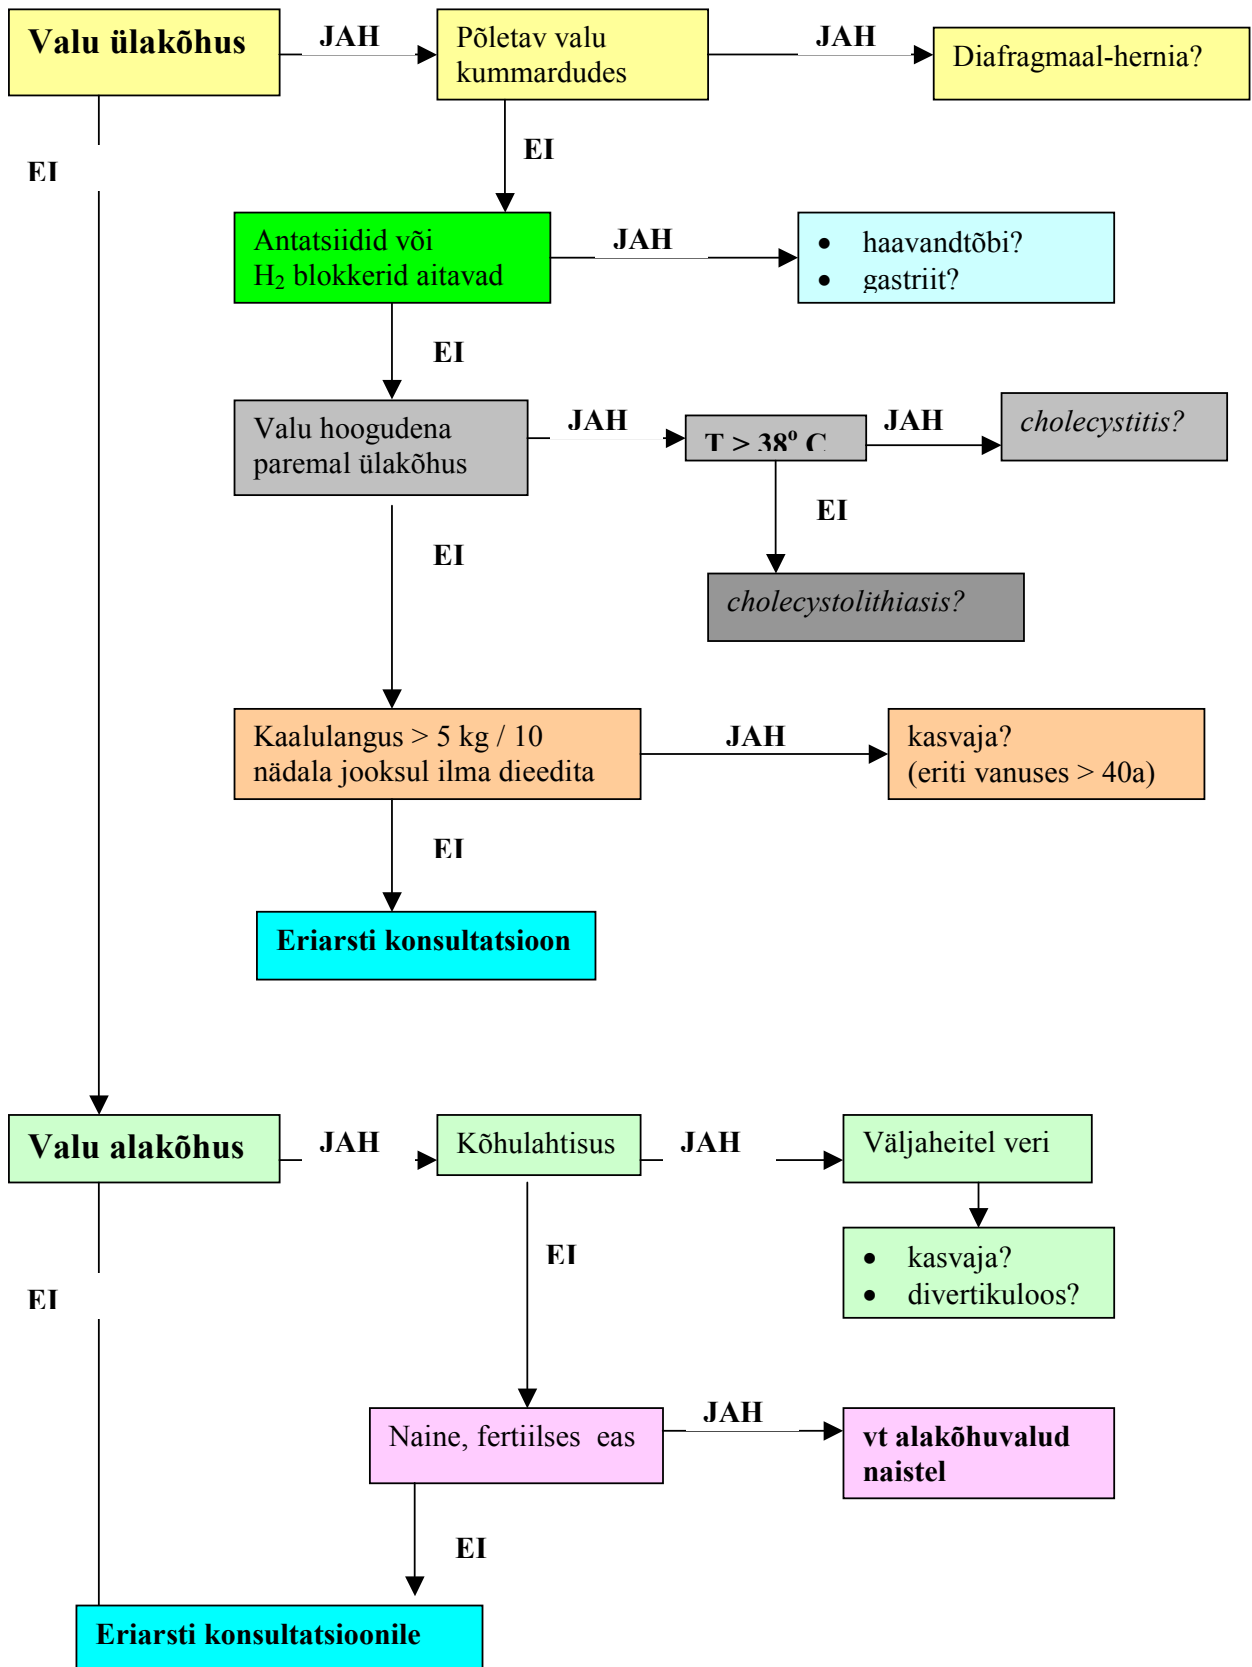 Valu ülakõhus
JAH
Põletav valu
kummardudes
JAH
Diafragmaal-hernia?
EI
EI
Antatsiidid või
H₂ blokkerid aitavad
JAH
• haavandtõbi?
• gastriit?
EI
Valu hoogudena
paremal ülakõhus
JAH
T > 38° C
JAH
cholecystitis?
EI
EI
cholecystolithiasis?
Kaalulangus > 5 kg / 10
nädala jooksul ilma dieedita
JAH
kasvaja?
(eriti vanuses > 40a)
EI
Eriarsti konsultatsioon
Valu alakõhus
JAH
Kõhulahtisus
JAH
Väljaheitel veri
EI
• kasvaja?
• divertikuloos?
EI
Naine, fertiilses eas
JAH
vt alakõhuvalud
naistel
EI
Eriarsti konsultatsioonile